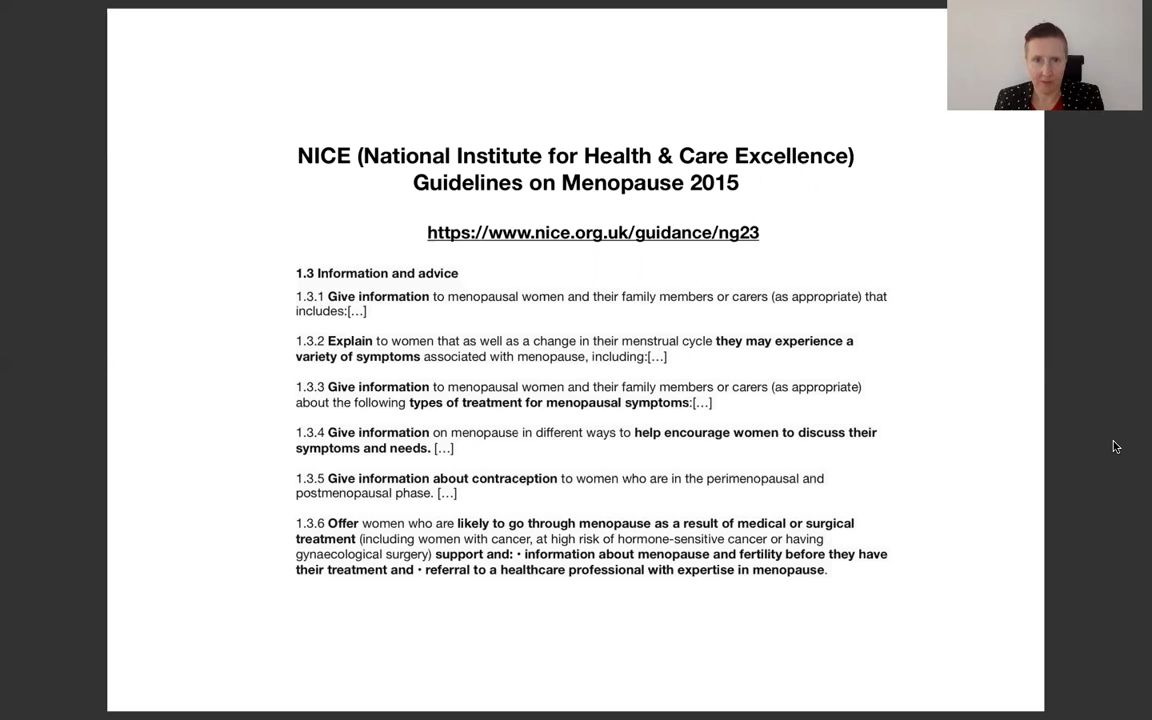 NICE (National Institute for Health & Care Excellence)
Guidelines on Menopause 2015
https://www.nice.org.uk/guidance/ng23
1.3 Information and advice
1.3.1 Give information to menopausal women and their family members or carers (as appropriate) that
includes:[…]
1.3.2 Explain to women that as well as a change in their menstrual cycle they may experience a
variety of symptoms associated with menopause, including:[…]
1.3.3 Give information to menopausal women and their family members or carers (as appropriate)
about the following types of treatment for menopausal symptoms:[…]
1.3.4 Give information on menopause in different ways to help encourage women to discuss their
symptoms and needs. […]
1.3.5 Give information about contraception to women who are in the perimenopausal and
postmenopausal phase. […]
1.3.6 Offer women who are likely to go through menopause as a result of medical or surgical
treatment (including women with cancer, at high risk of hormone-sensitive cancer or having
gynaecological surgery) support and: • information about menopause and fertility before they have
their treatment and • referral to a healthcare professional with expertise in menopause.